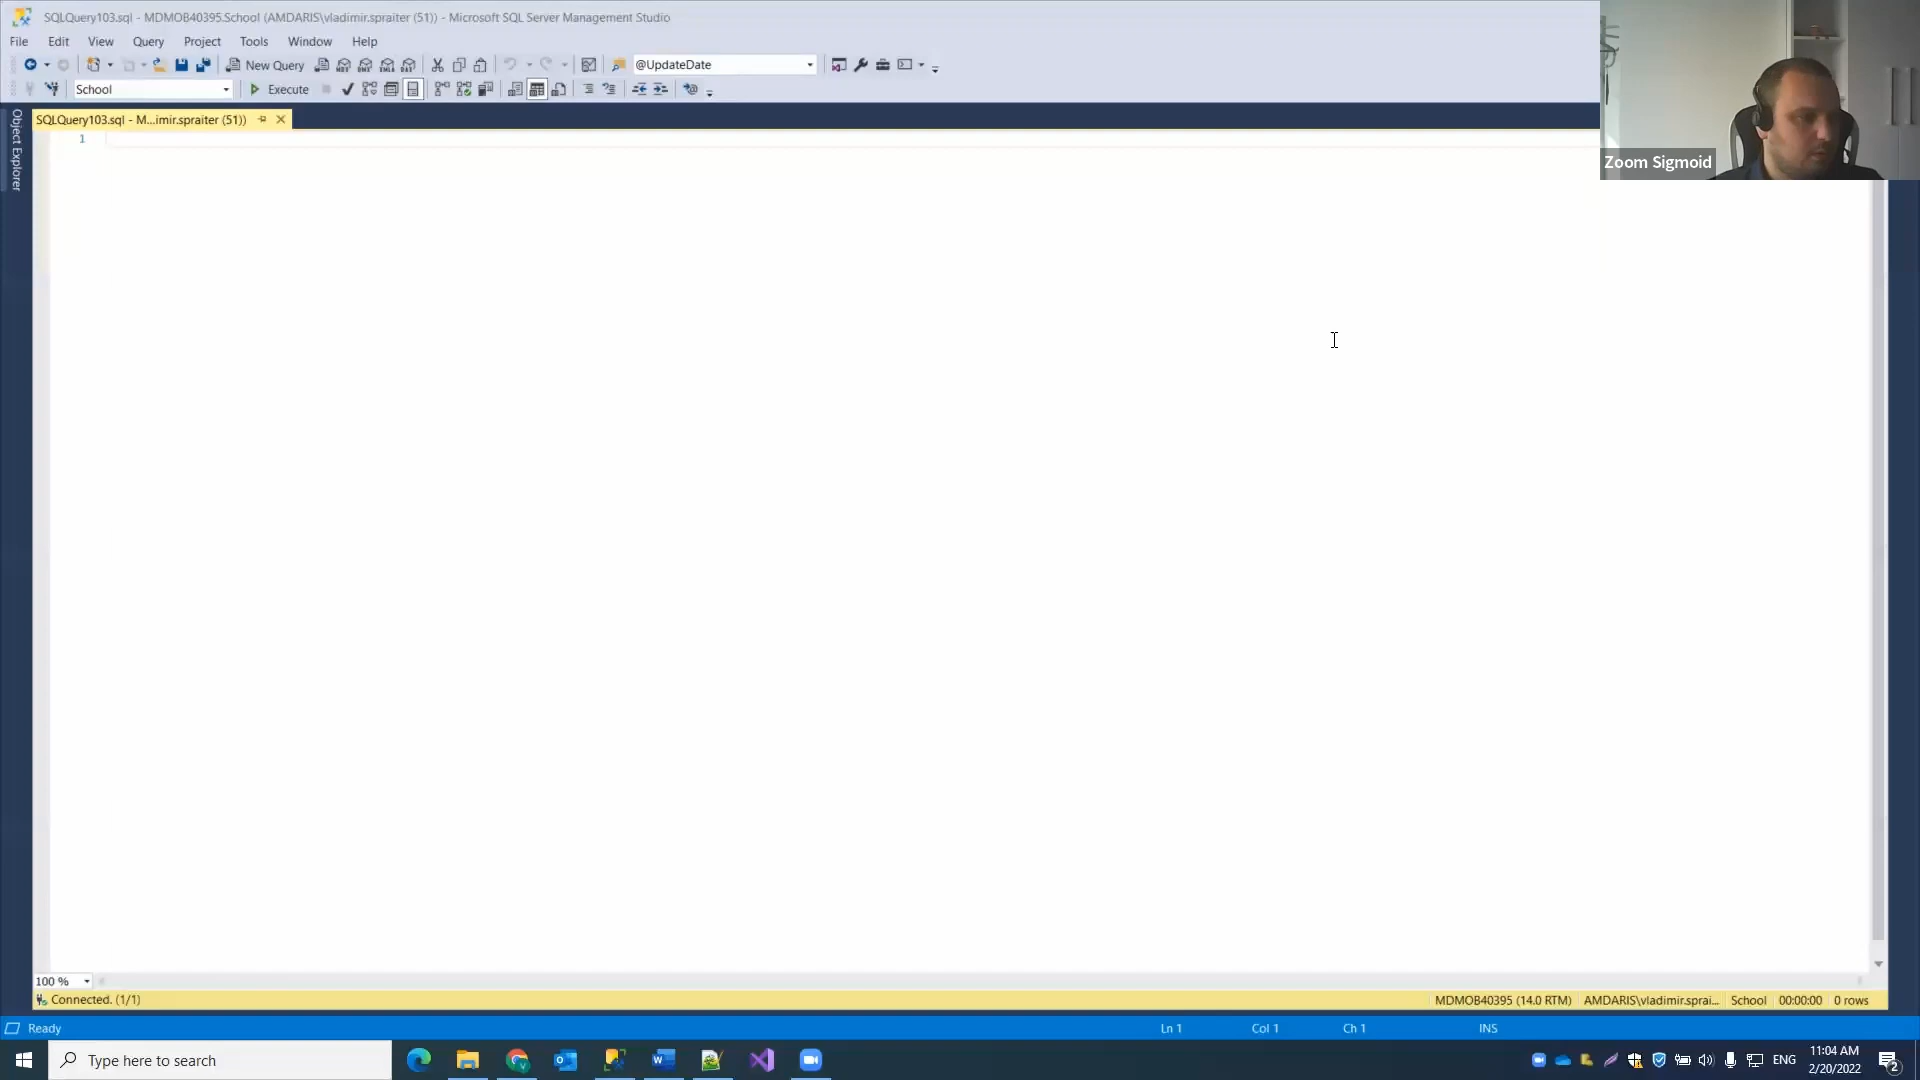 SQLQuery103.sql - MDMOB40395.School (AMDARIS\vladimir.spraiter (51)) - Microsoft SQL Server Management Studio
File Edit View Query Project Tools Window Help
New Query @UpdateDate
School Execute
SQLQuery103.sql - M...imir.spraiter (51))
Object Explorer
1
Zoom Sigmoid
100 %
Connected. (1/1) MDMOB40395 (14.0 RTM) AMDARIS\vladimir.sprai... School 00:00:00 0 rows
Ready Ln 1 Col 1 Ch 1 INS
Type here to search ENG 11:04 AM
2/20/2022 2